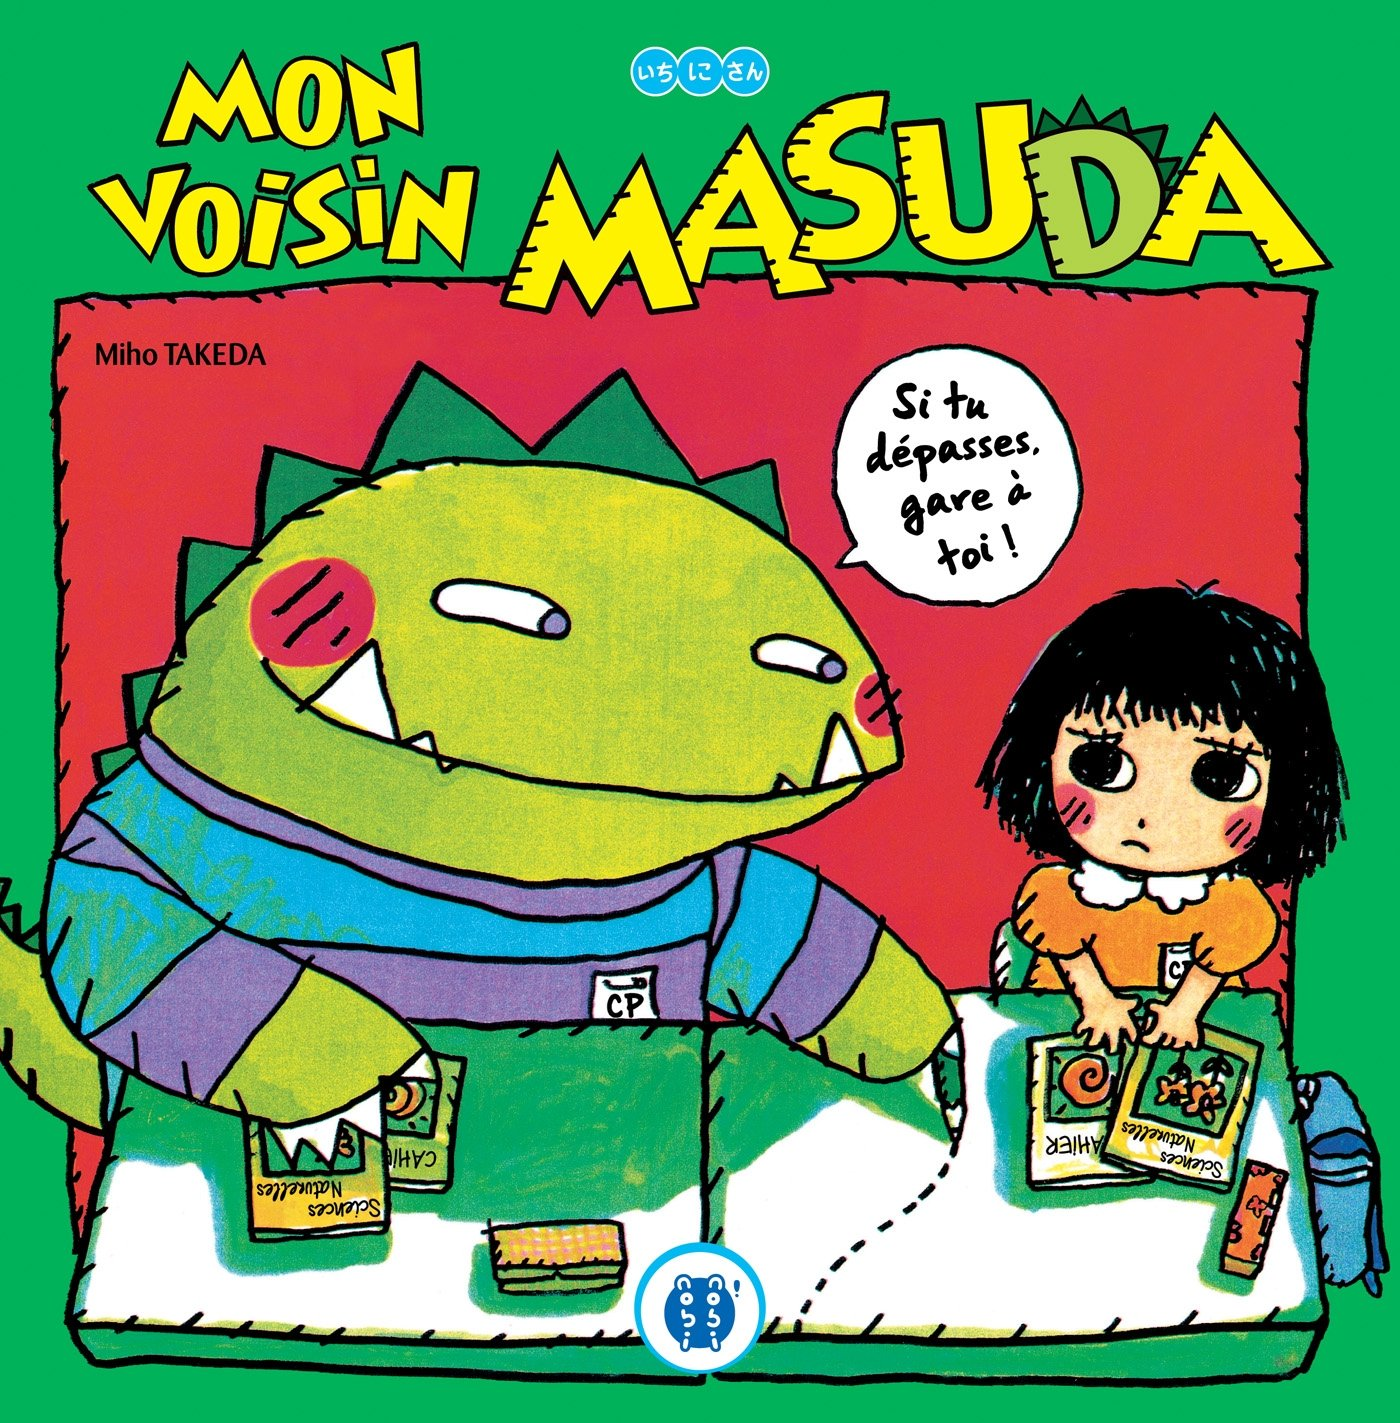 いちにさん
MON
VOiSiN MASUDA
Miho TAKEDA
Si tu
dépasses,
gare à
toi !
CP
CP
CAHiER
Sciences
Naturelles
CAHiER
Sciences
Naturelles